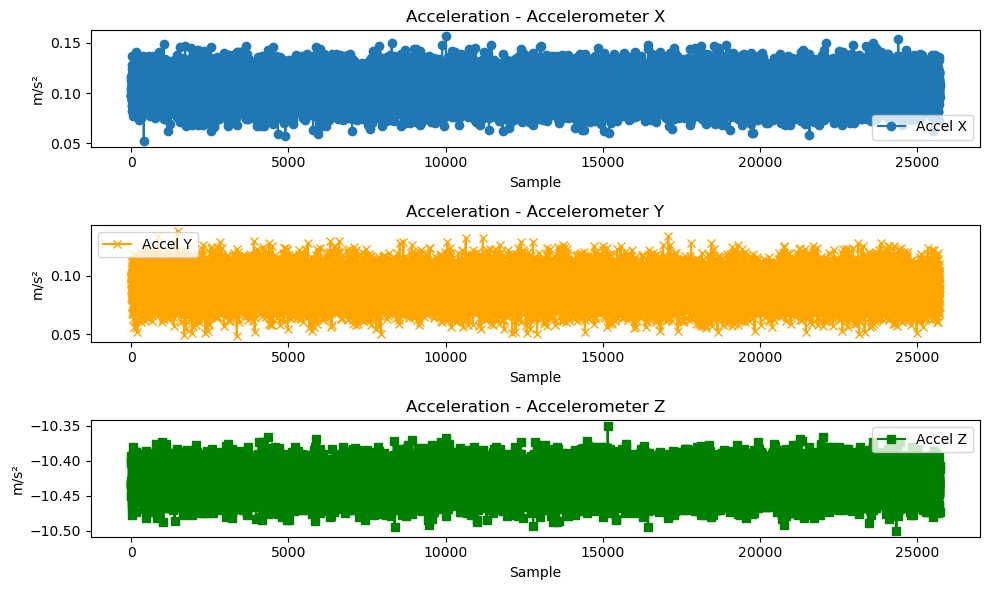 Acceleration - Accelerometer X
m/s²
0.15
0.10
0.05
Accel X
0 5000 10000 15000 20000 25000
Sample
Acceleration - Accelerometer Y
m/s²
0.10
0.05
Accel Y
0 5000 10000 15000 20000 25000
Sample
Acceleration - Accelerometer Z
m/s²
−10.35
−10.40
−10.45
−10.50
Accel Z
0 5000 10000 15000 20000 25000
Sample